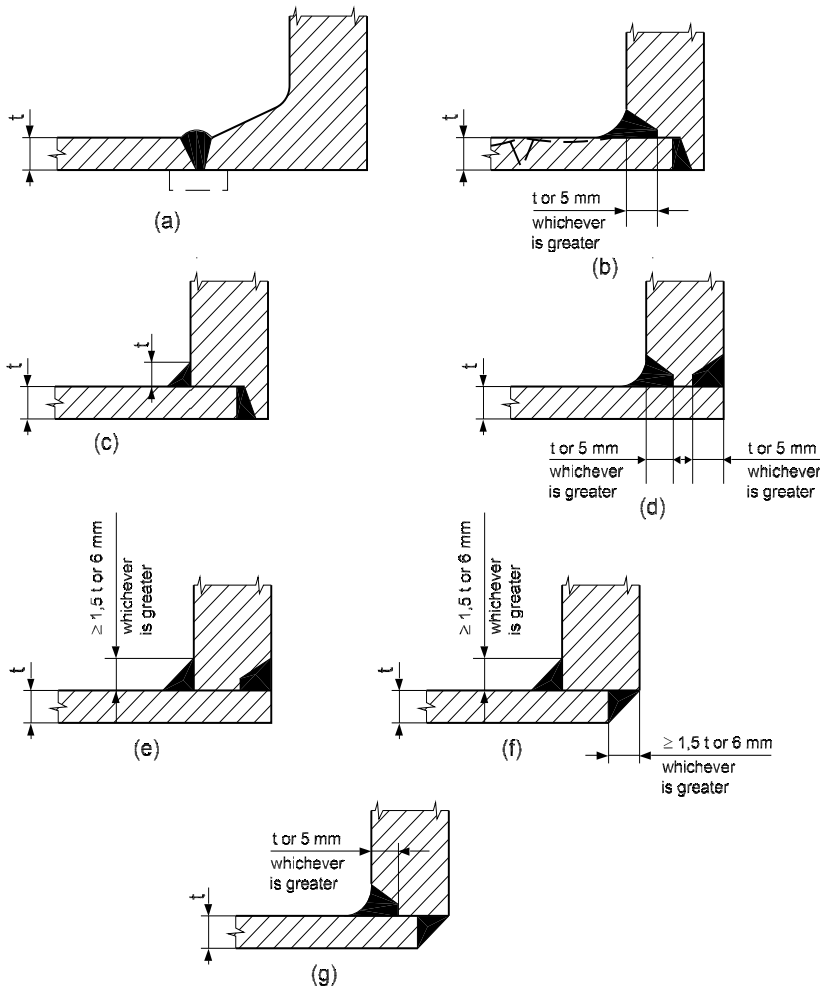 t
(a)
t
t or 5 mm
whichever
is greater
(b)
t
t
(c)
t
t or 5 mm
whichever
is greater
t or 5 mm
whichever
is greater
(d)
≥ 1,5 t or 6 mm
whichever
is greater
t
(e)
≥ 1,5 t or 6 mm
whichever
is greater
t
(f)
≥ 1,5 t or 6 mm
whichever
is greater
t or 5 mm
whichever
is greater
t
(g)